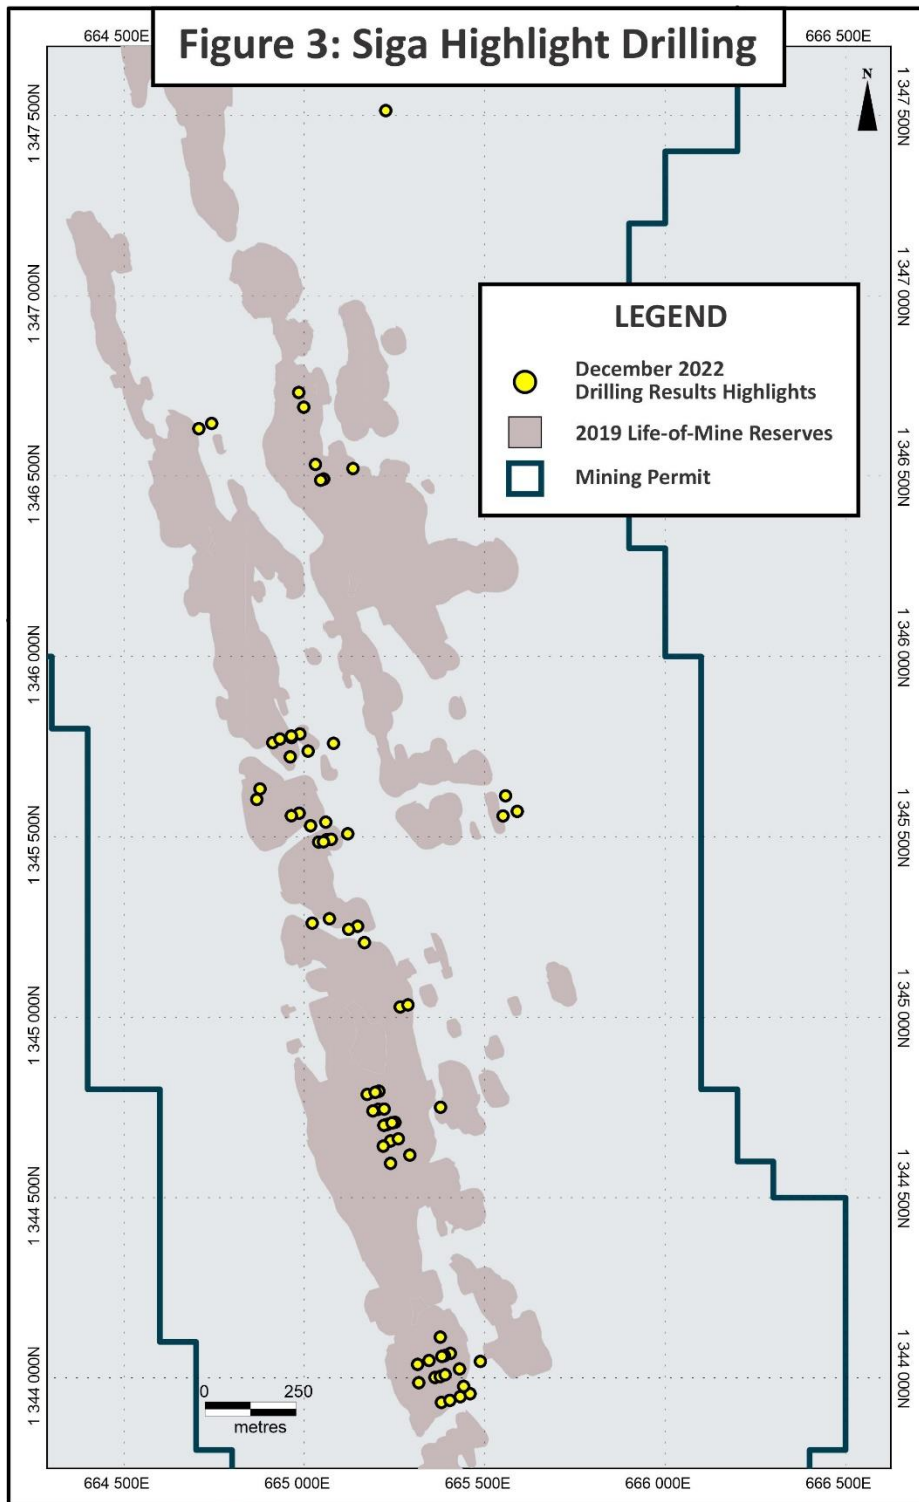 Figure 3: Siga Highlight Drilling
664 500E
666 500E
N
1 347 500N
1 347 500N
1 347 000N
1 347 000N
LEGEND
December 2022
Drilling Results Highlights
2019 Life-of-Mine Reserves
Mining Permit
1 346 500N
1 346 500N
1 346 000N
1 346 000N
1 345 500N
1 345 500N
1 345 000N
1 345 000N
1 344 500N
1 344 500N
1 344 000N
1 344 000N
0 250
metres
664 500E
665 000E
665 500E
666 000E
666 500E